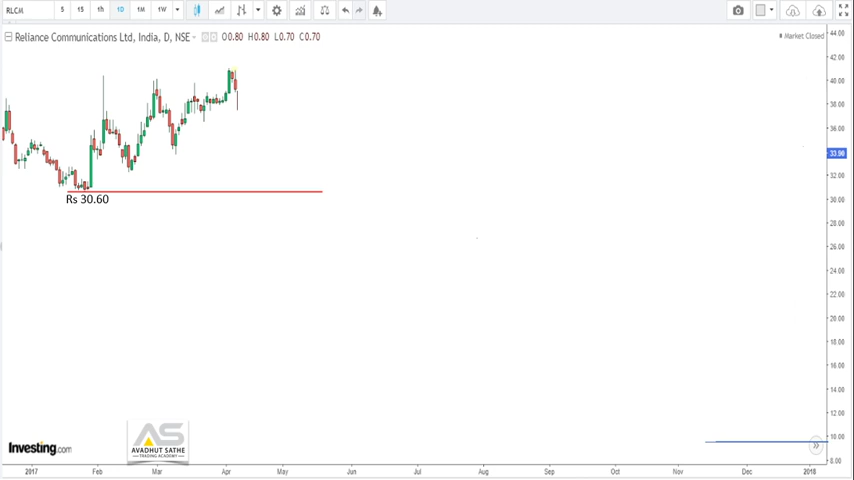 RLCM 5 15 1h 1D 1M 1W
Reliance Communications Ltd, India, D, NSE O0.80 H0.80 L0.70 C0.70
Market Closed
44.00
42.00
40.00
38.00
36.00
33.90
32.00
30.00
28.00
26.00
24.00
22.00
20.00
18.00
16.00
14.00
12.00
10.00
8.00
Rs 30.60
Investing.com
AS
AVADHUT SATHE
TRADING ACADEMY
2017 Feb Mar Apr May Jun Jul Aug Sep Oct Nov Dec 2018